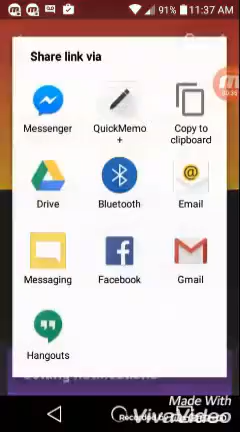 91% 11:37 AM
Share link via
Messenger
QuickMemo
+
Copy to
clipboard
Drive
Bluetooth
Email
Messaging
Facebook
Gmail
Hangouts
Made With
VivaVideo